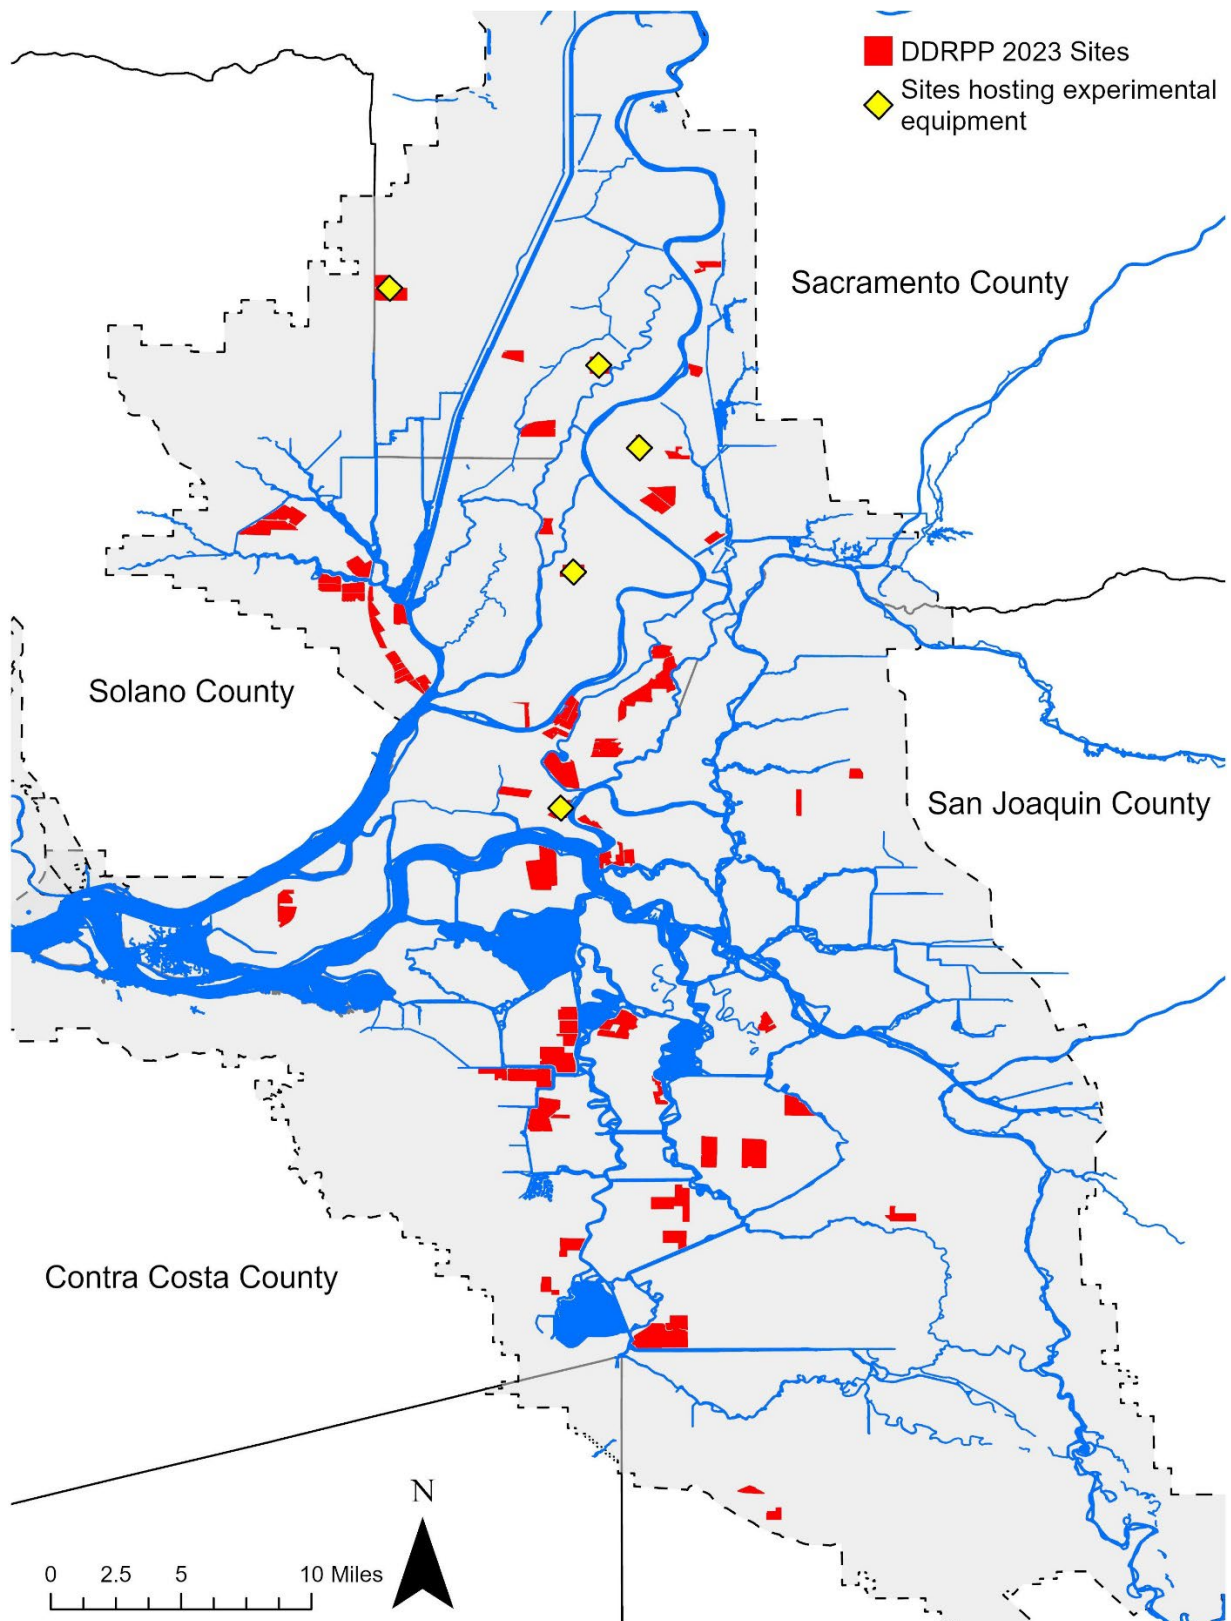 DDRPP 2023 Sites
Sites hosting experimental
equipment
Sacramento County
Solano County
San Joaquin County
Contra Costa County
N
0 2.5 5 10 Miles